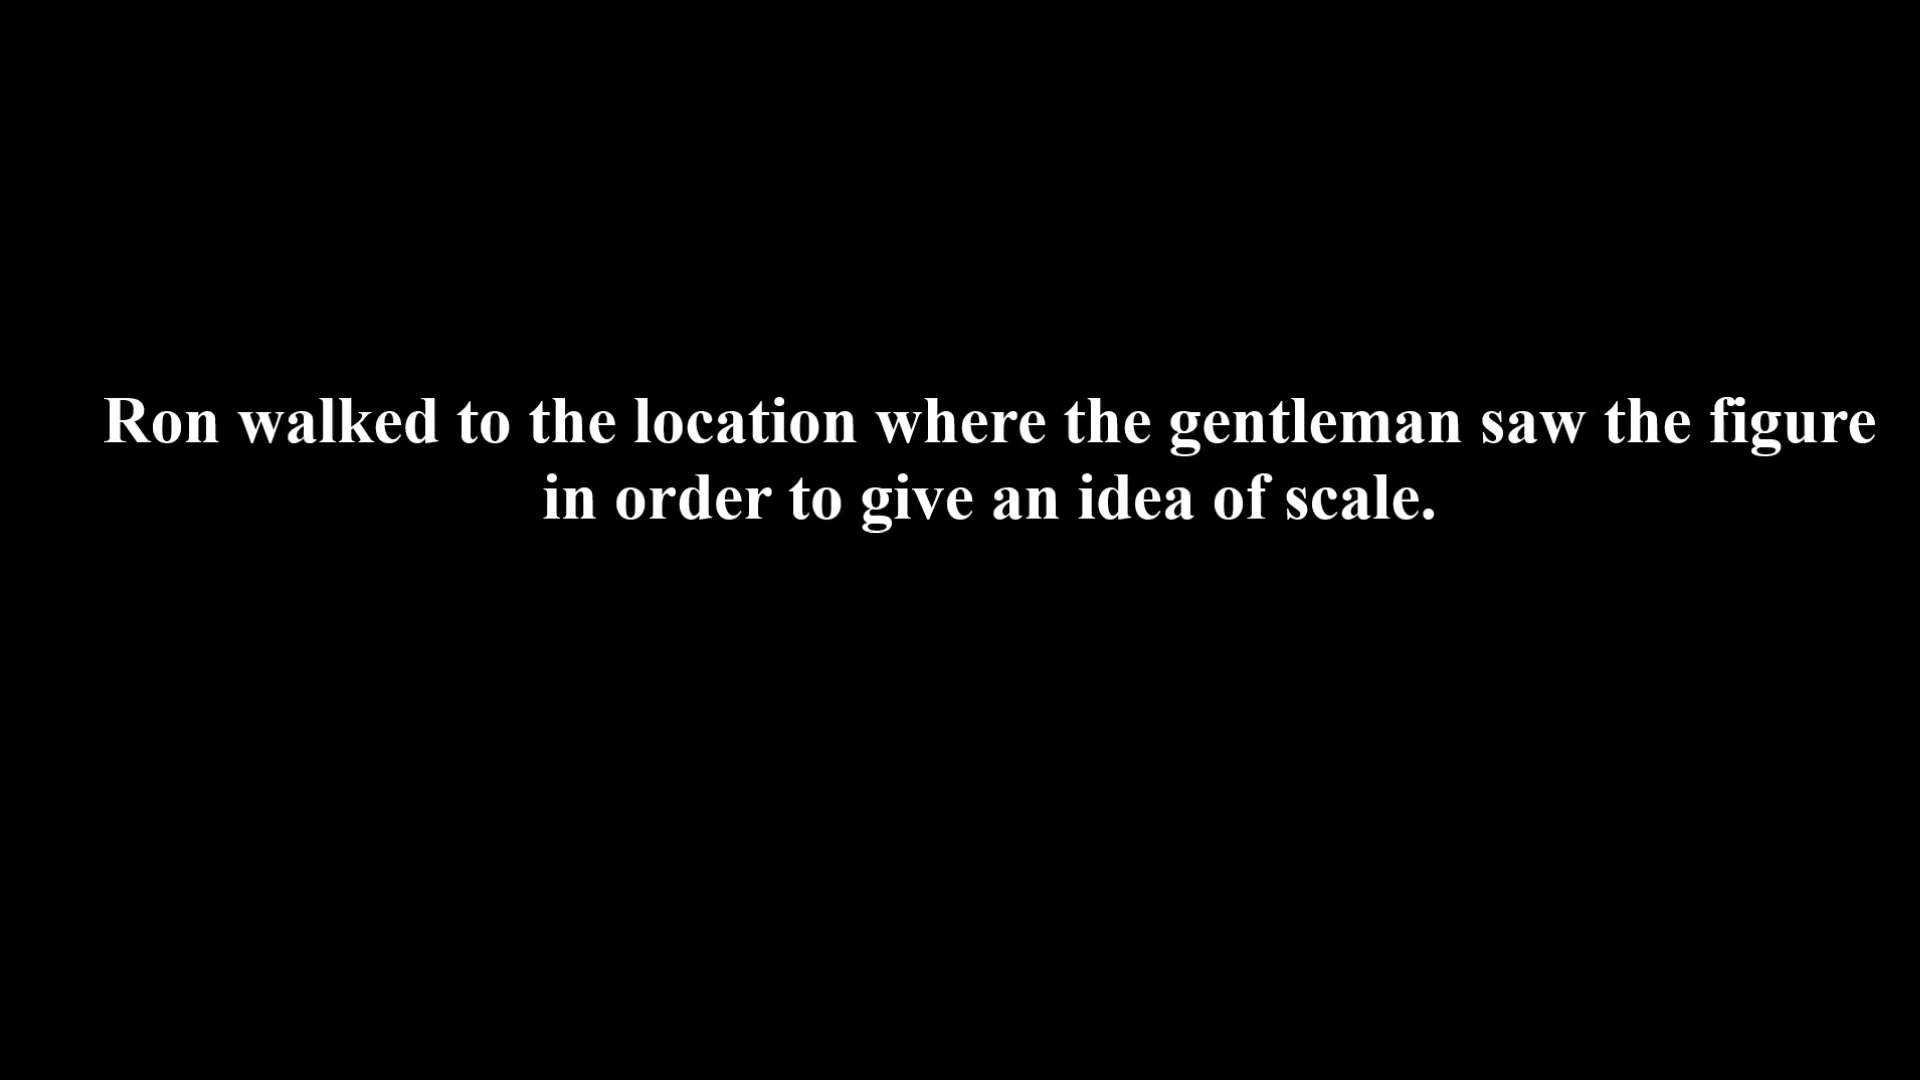 Ron walked to the location where the gentleman saw the figure
in order to give an idea of scale.